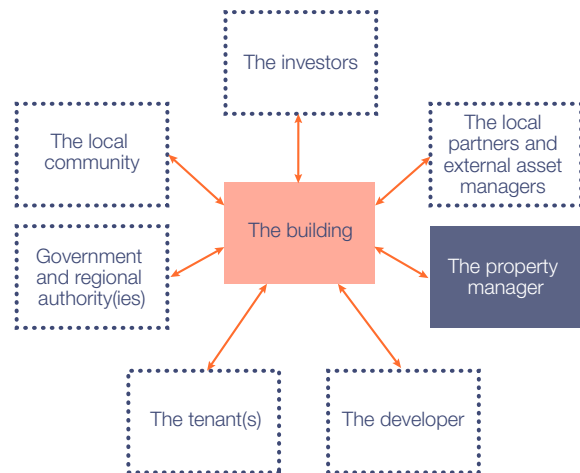 The investors
The local
community
The local
partners and
external asset
managers
The building
Government
and regional
authority(ies)
The property
manager
The tenant(s)
The developer